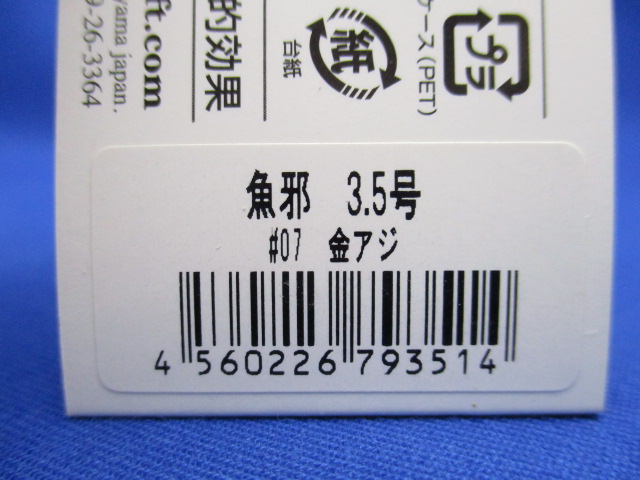 ft.com
yama japan.
9-26-3364
的効果
紙
台紙
プラ
ケース(PET)
魚邪 3.5号
#07 金アジ
4 560226 793514